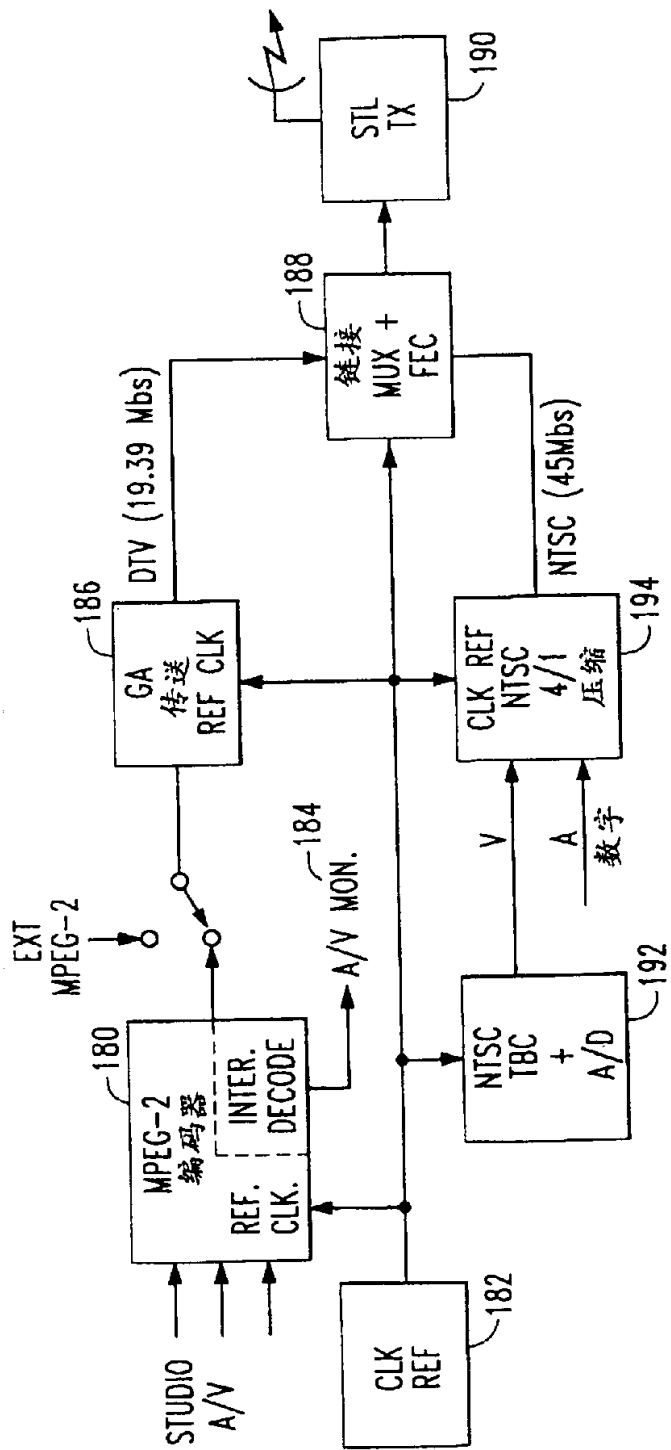 STUDIO
A/V
180
MPEG-2
编码器
REF.
CLK.
INTER.
DECODE
EXT
MPEG-2
A/V MON.
184
186
GA
传送
REF CLK
DTV (19.39 Mbs)
188
链接
MUX +
FEC
190
STL
TX
CLK
REF
182
NTSC
TBC
+
A/D
192
V
A
数字
CLK REF
NTSC
4/1
压缩
194
NTSC (45Mbs)